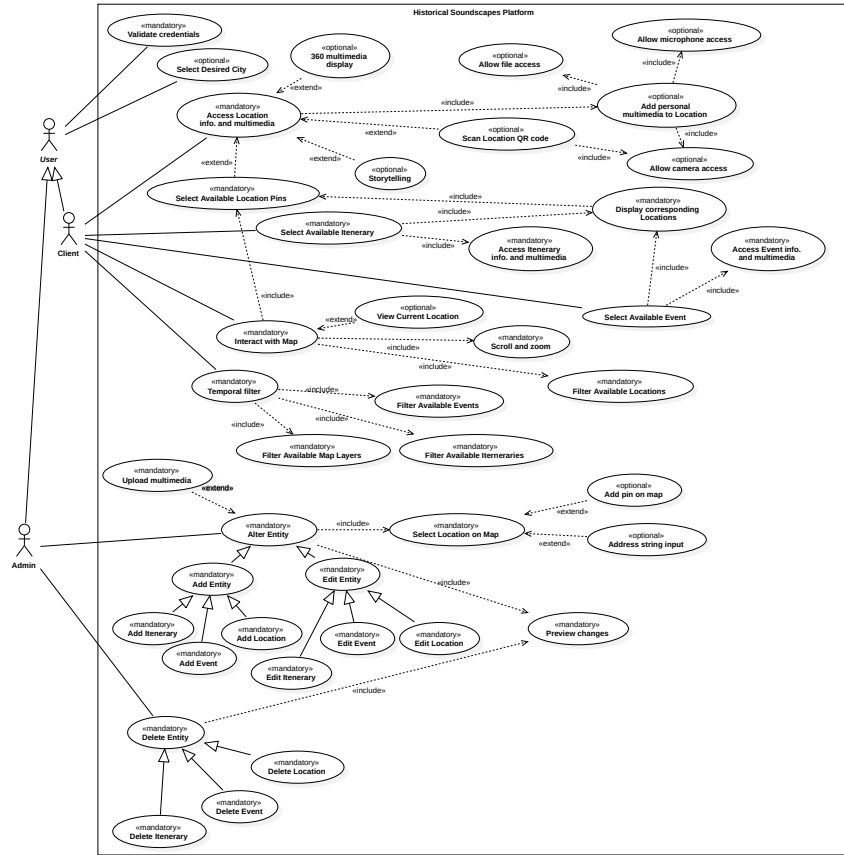 Historical Soundscapes Platform
«mandatory»
Validate credentials
«optional»
Select Desired City
«optional»
360 multimedia
display
«optional»
Allow file access
«optional»
Allow microphone access
«include»
«include»
«extend»
«mandatory»
Access Location
info. and multimedia
«include»
«optional»
Add personal
multimedia to Location
«extend»
«optional»
Scan Location QR code
«include»
«include»
«optional»
Allow camera access
User
«extend»
«extend»
«optional»
Storytelling
«mandatory»
Select Available Location Pins
«include»
«mandatory»
Display corresponding
Locations
Client
«mandatory»
Select Available Itenerary
«include»
«include»
«mandatory»
Access Itenerary
info. and multimedia
«mandatory»
Access Event info.
and multimedia
«include»
«include»
«include»
«optional»
View Current Location
«extend»
Select Available Event
«mandatory»
Interact with Map
«mandatory»
Scroll and zoom
«include»
«include»
«mandatory»
Filter Available Locations
«mandatory»
Temporal filter
«include»
«mandatory»
Filter Available Events
«include»
«include»
«mandatory»
Filter Available Map Layers
«mandatory»
Filter Available Iterneraries
«mandatory»
Upload multimedia
«extend»
«optional»
Add pin on map
«extend»
«mandatory»
Alter Entity
«include»
«mandatory»
Select Location on Map
«extend»
«optional»
Address string input
Admin
«mandatory»
Add Entity
«mandatory»
Edit Entity
«include»
«mandatory»
Add Itenerary
«mandatory»
Add Event
«mandatory»
Add Location
«mandatory»
Edit Itenerary
«mandatory»
Edit Event
«mandatory»
Edit Location
«mandatory»
Preview changes
«include»
«mandatory»
Delete Entity
«mandatory»
Delete Location
«mandatory»
Delete Event
«mandatory»
Delete Itenerary